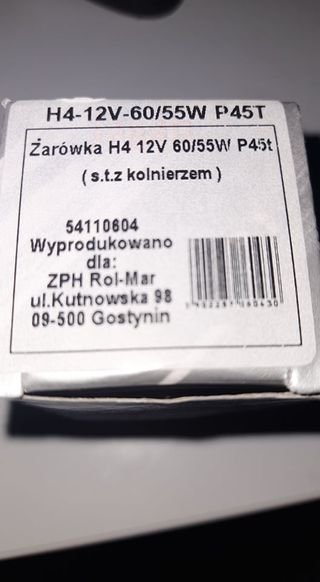 H4-12V-60/55W P45T
Żarówka H4 12V 60/55W P45t
( s.t.z kolnierzem )
54110604
Wyprodukowano
dla:
ZPH Rol-Mar
ul.Kutnowska 98
09-500 Gostynin